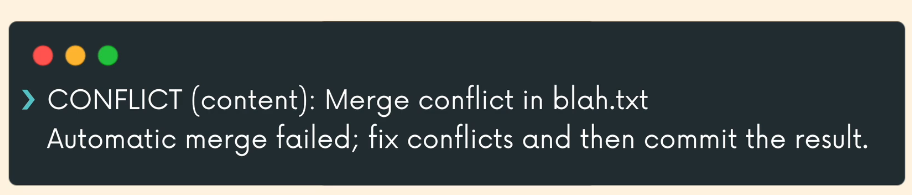 ❯ CONFLICT (content): Merge conflict in blah.txt
Automatic merge failed; fix conflicts and then commit the result.